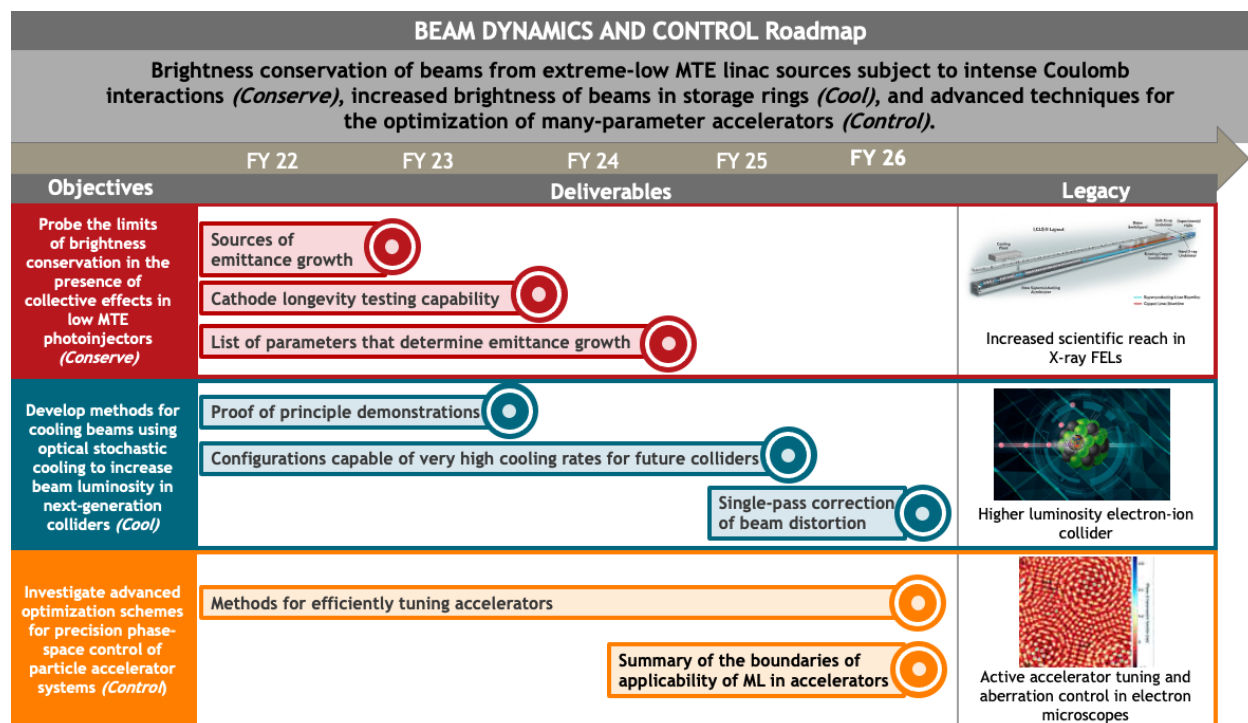 BEAM DYNAMICS AND CONTROL Roadmap
Brightness conservation of beams from extreme-low MTE linac sources subject to intense Coulomb
interactions (Conserve), increased brightness of beams in storage rings (Cool), and advanced techniques for
the optimization of many-parameter accelerators (Control).
FY 22
FY 23
FY 24
FY 25
FY 26
Objectives
Deliverables
Legacy
Probe the limits
of brightness
conservation in the
presence of
collective effects in
low MTE
photoinjectors
(Conserve)
Sources of
emittance growth
Cathode longevity testing capability
List of parameters that determine emittance growth
Increased scientific reach in
X-ray FELs
Develop methods for
cooling beams using
optical stochastic
cooling to increase
beam luminosity in
next-generation
colliders (Cool)
Proof of principle demonstrations
Configurations capable of very high cooling rates for future colliders
Single-pass correction
of beam distortion
Higher luminosity electron-ion
collider
Investigate advanced
optimization schemes
for precision phase-
space control of
particle accelerator
systems (Control)
Methods for efficiently tuning accelerators
Summary of the boundaries of
applicability of ML in accelerators
Active accelerator tuning and
aberration control in electron
microscopes